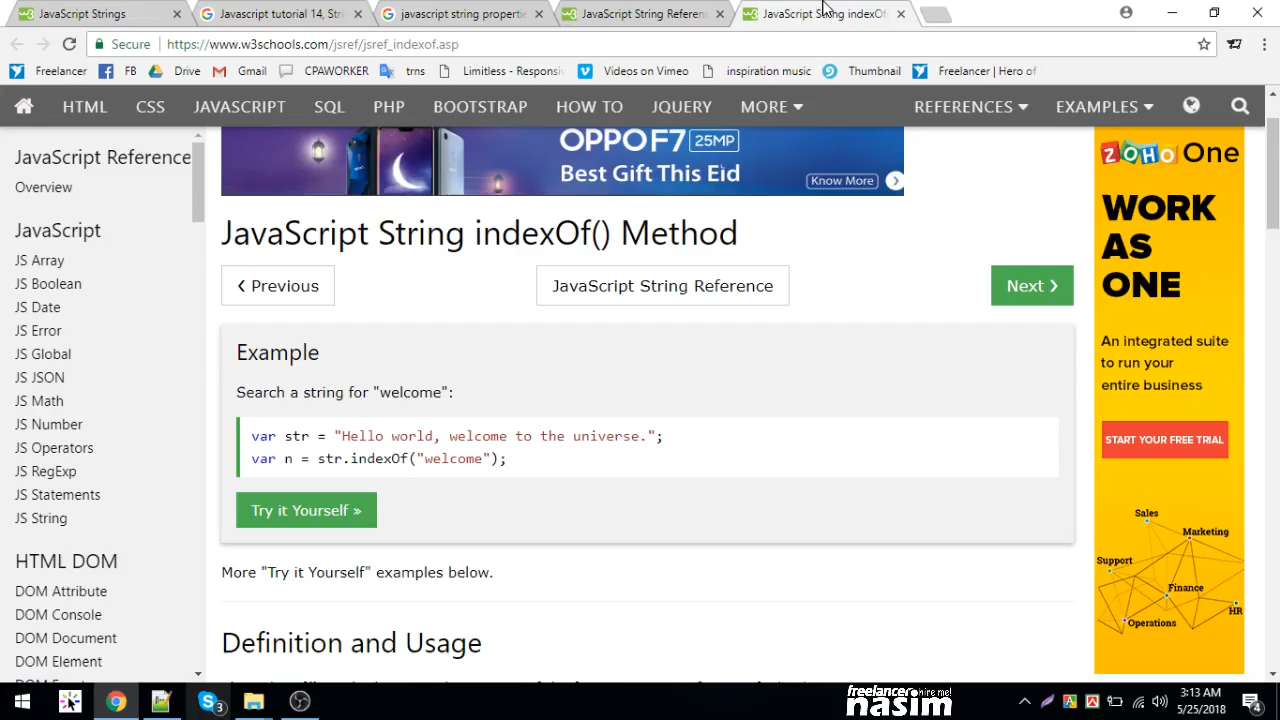 JavaScript Strings
Javascript tutorial 14, Str
javascript string properti
JavaScript String Referen
JavaScript String indexOf
Secure
https://www.w3schools.com/jsref/jsref_indexof.asp
Freelancer
FB
Drive
Gmail
CPAWORKER
trns
Limitless - Responsi
Videos on Vimeo
inspiration music
Thumbnail
Freelancer | Hero of
HTML
CSS
JAVASCRIPT
SQL
PHP
BOOTSTRAP
HOW TO
JQUERY
MORE
REFERENCES
EXAMPLES
JavaScript Reference
Overview
JavaScript
JS Array
JS Boolean
JS Date
JS Error
JS Global
JS JSON
JS Math
JS Number
JS Operators
JS RegExp
JS Statements
JS String
HTML DOM
DOM Attribute
DOM Console
DOM Document
DOM Element
OPPO F7 25MP
Best Gift This Eid
Know More
JavaScript String indexOf() Method
❮ Previous
JavaScript String Reference
Next ❯
Example
Search a string for "welcome":
var str = "Hello world, welcome to the universe.";
var n = str.indexOf("welcome");
Try it Yourself »
More "Try it Yourself" examples below.
Definition and Usage
ZOHO One
WORK
AS
ONE
An integrated suite
to run your
entire business
START YOUR FREE TRIAL
Sales
Marketing
Support
Finance
HR
Operations
freelancer hire me!
nasim
3
3:13 AM
5/25/2018
4